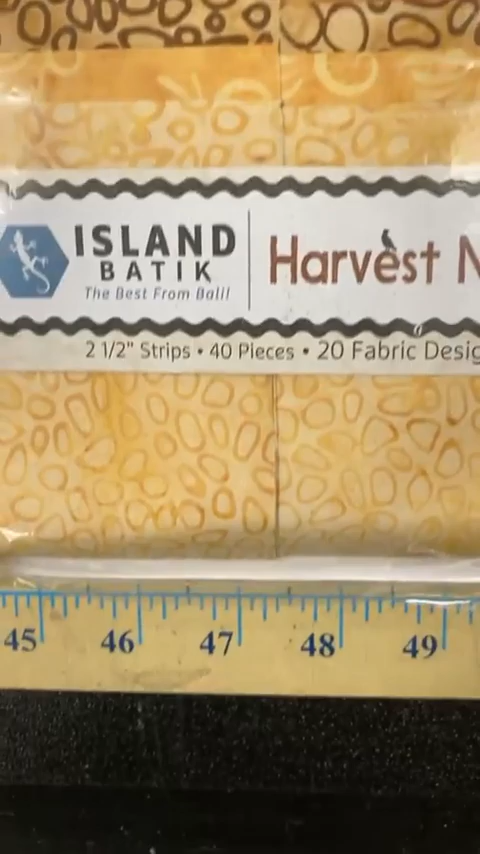 ISLAND
BATIK
The Best From Bali!
Harvest N
2 1/2" Strips • 40 Pieces • 20 Fabric Desig
45 46 47 48 49